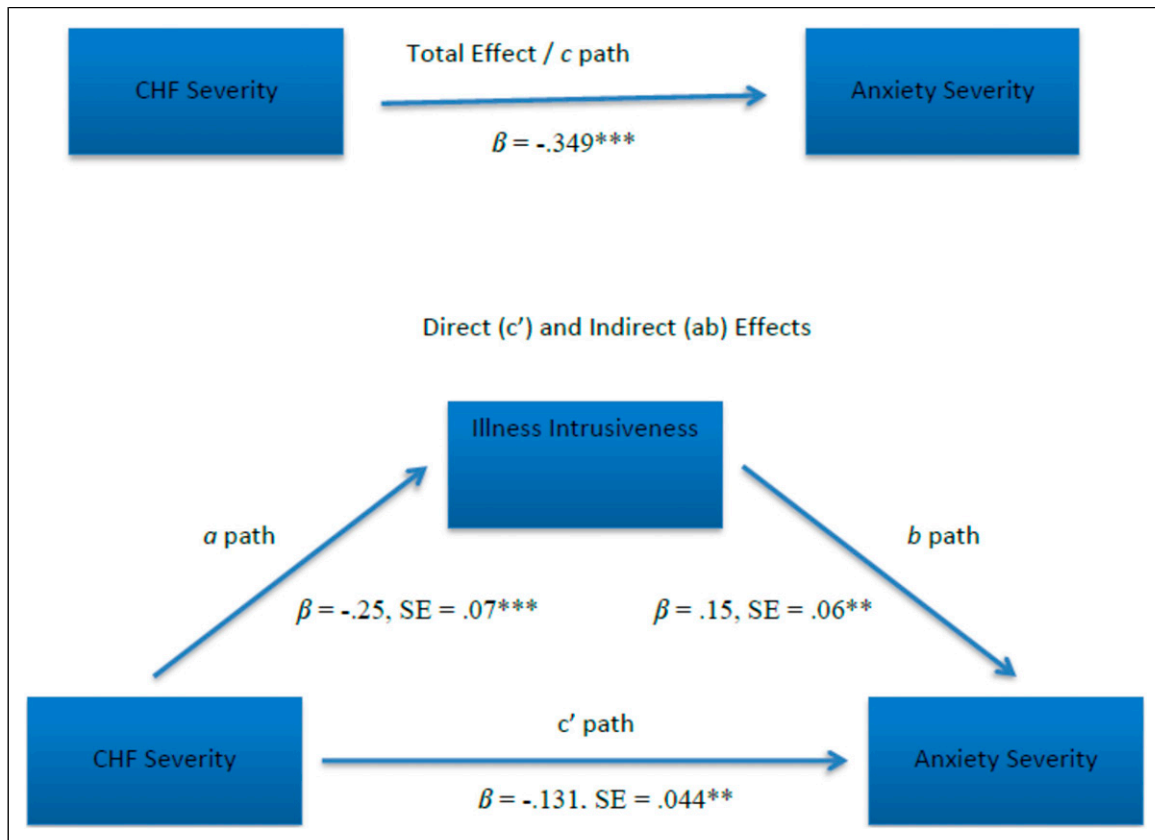 Total Effect / c path
CHF Severity
Anxiety Severity
β = -.349***
Direct (c’) and Indirect (ab) Effects
Illness Intrusiveness
a path
b path
β = -.25, SE = .07***
β = .15, SE = .06**
c’ path
CHF Severity
Anxiety Severity
β = -.131. SE = .044**